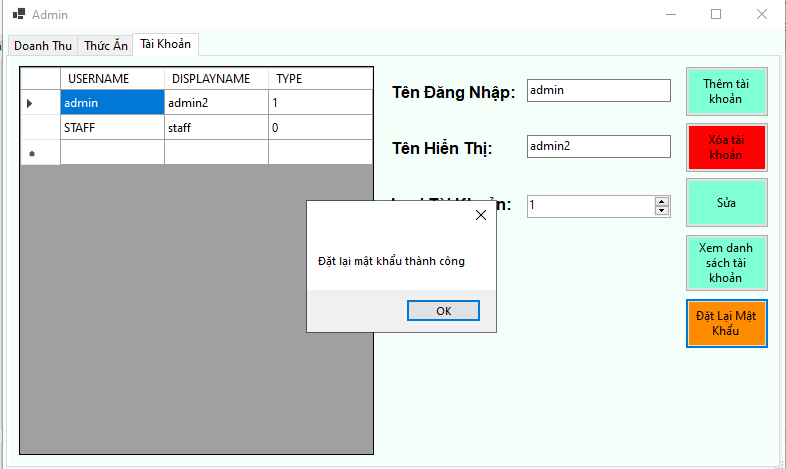 Admin
Doanh Thu Thức Ăn Tài Khoản
USERNAME DISPLAYNAME TYPE
admin admin2 1
STAFF staff 0
Tên Đăng Nhập: admin
Tên Hiển Thị: admin2
Khoản: 1
Thêm tài
khoản
Xóa tài
khoản
Sửa
Xem danh
sách tài
khoản
Đặt Lại Mật
Khẩu
Đặt lại mật khẩu thành công
OK